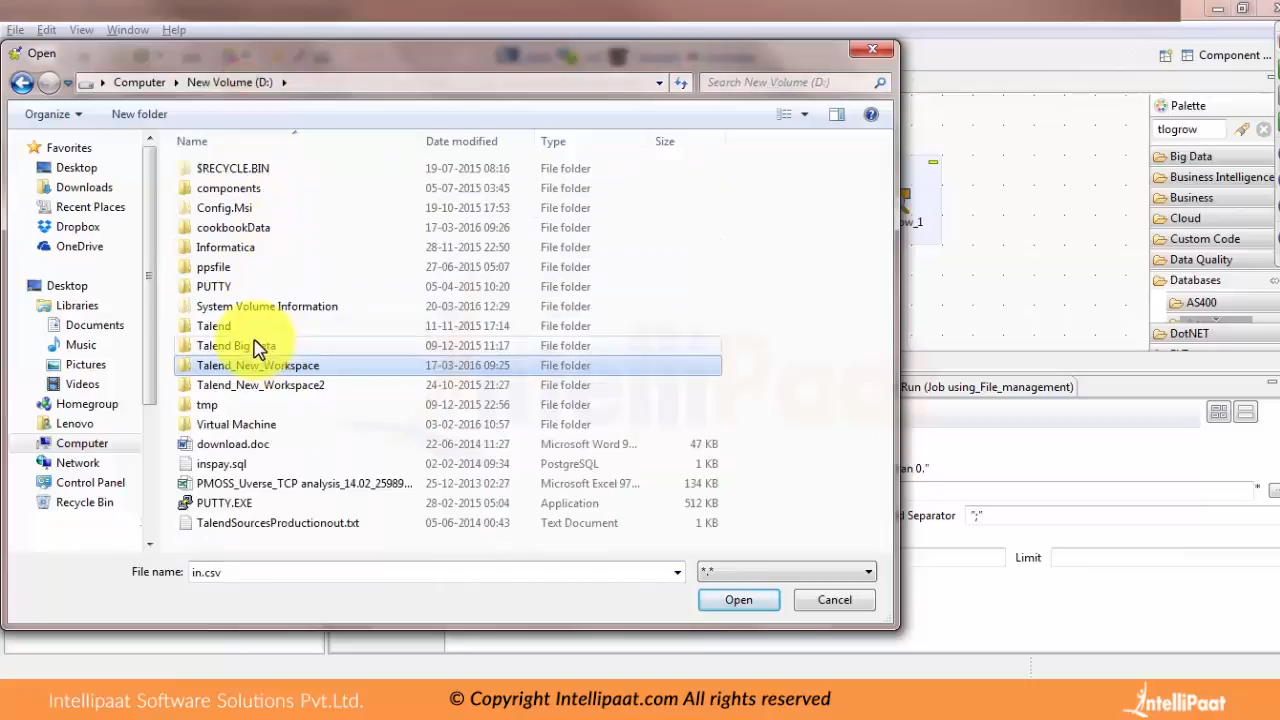 File Edit View Window Help
Open
Computer New Volume (D:) Search New Volume (D:)
Component ...
Organize New folder
Palette
tlogrow
Name Date modified Type Size
Favorites
Desktop
Downloads
Recent Places
Dropbox
OneDrive
Desktop
Libraries
Documents
Music
Pictures
Videos
Homegroup
Lenovo
Computer
Network
Control Panel
Recycle Bin
$RECYCLE.BIN 19-07-2015 08:16 File folder
components 05-07-2015 03:45 File folder
Config.Msi 19-10-2015 17:53 File folder
cookbookData 17-03-2016 09:26 File folder
Informatica 28-11-2015 22:50 File folder
ppsfile 27-06-2015 05:07 File folder
PUTTY 05-04-2015 10:20 File folder
System Volume Information 20-03-2016 12:29 File folder
Talend 11-11-2015 17:14 File folder
Talend Big Data 09-12-2015 11:17 File folder
Talend_New_Workspace 17-03-2016 09:25 File folder
Talend_New_Workspace2 24-10-2015 21:27 File folder
tmp 09-12-2015 22:56 File folder
Virtual Machine 03-02-2016 10:57 File folder
download.doc 22-06-2014 11:27 Microsoft Word 9... 47 KB
inspay.sql 02-02-2014 09:34 PostgreSQL 1 KB
PMOSS_Uverse_TCP analysis_14.02_25989... 25-12-2013 02:27 Microsoft Excel 97... 134 KB
PUTTY.EXE 28-02-2015 05:04 Application 512 KB
TalendSourcesProductionout.txt 05-06-2014 00:43 Text Document 1 KB
File name: in.csv *.*
Open Cancel
ow_1
Big Data
Business Intelligence
Business
Cloud
Custom Code
Data Quality
Databases
AS400
DotNET
Run (Job using_File_management)
an 0."
*
d Separator ";"
Limit
IntelliPaat
Intellipaat Software Solutions Pvt.Ltd.
© Copyright Intellipaat.com All rights reserved
IntelliPaat